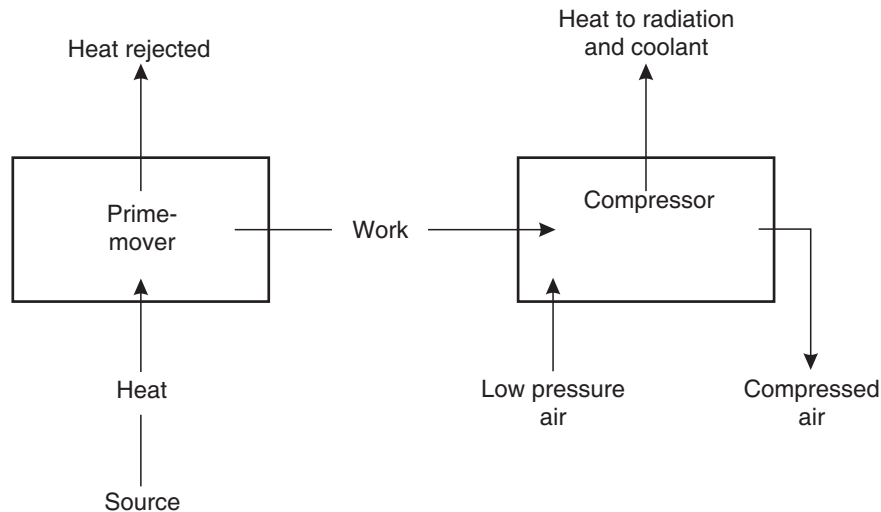 Heat rejected
Heat to radiation
and coolant
Prime-
mover
Work
Compressor
Heat
Source
Low pressure
air
Compressed
air